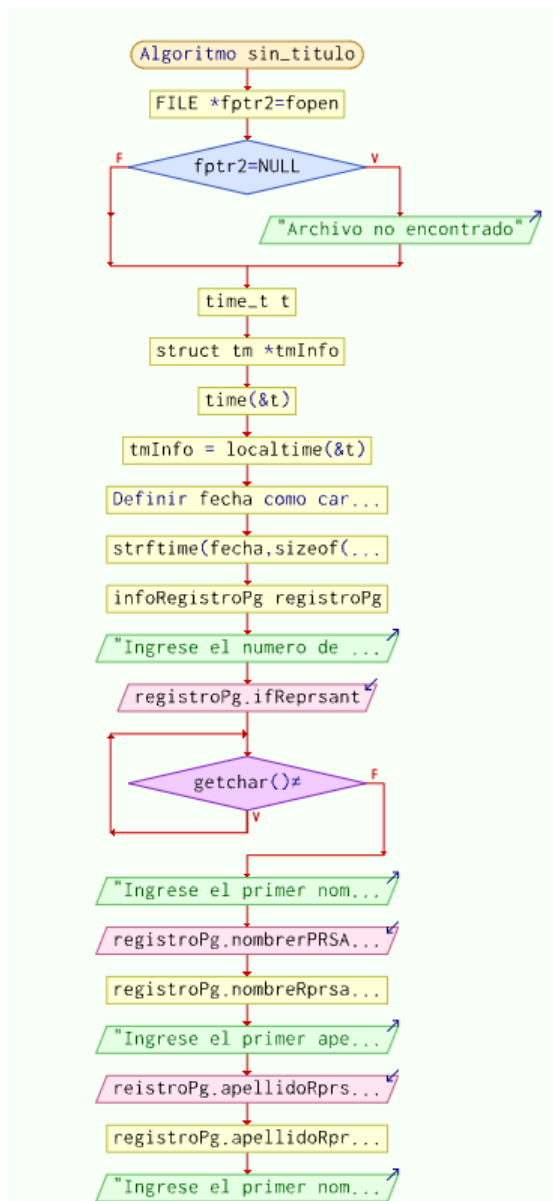 Algoritmo sin_titulo
FILE *fptr2=fopen
fptr2=NULL
F
V
"Archivo no encontrado"
time_t t
struct tm *tmInfo
time(&t)
tmInfo = localtime(&t)
Definir fecha como car...
strftime(fecha,sizeof(...
infoRegistroPg registroPg
"Ingrese el numero de ...
registroPg.ifReprsant
getchar()≠
F
V
"Ingrese el primer nom...
registroPg.nombrerPRSA...
registroPg.nombreRprsa...
"Ingrese el primer ape...
reistroPg.apellidoRprs...
registroPg.apellidoRpr...
"Ingrese el primer nom...